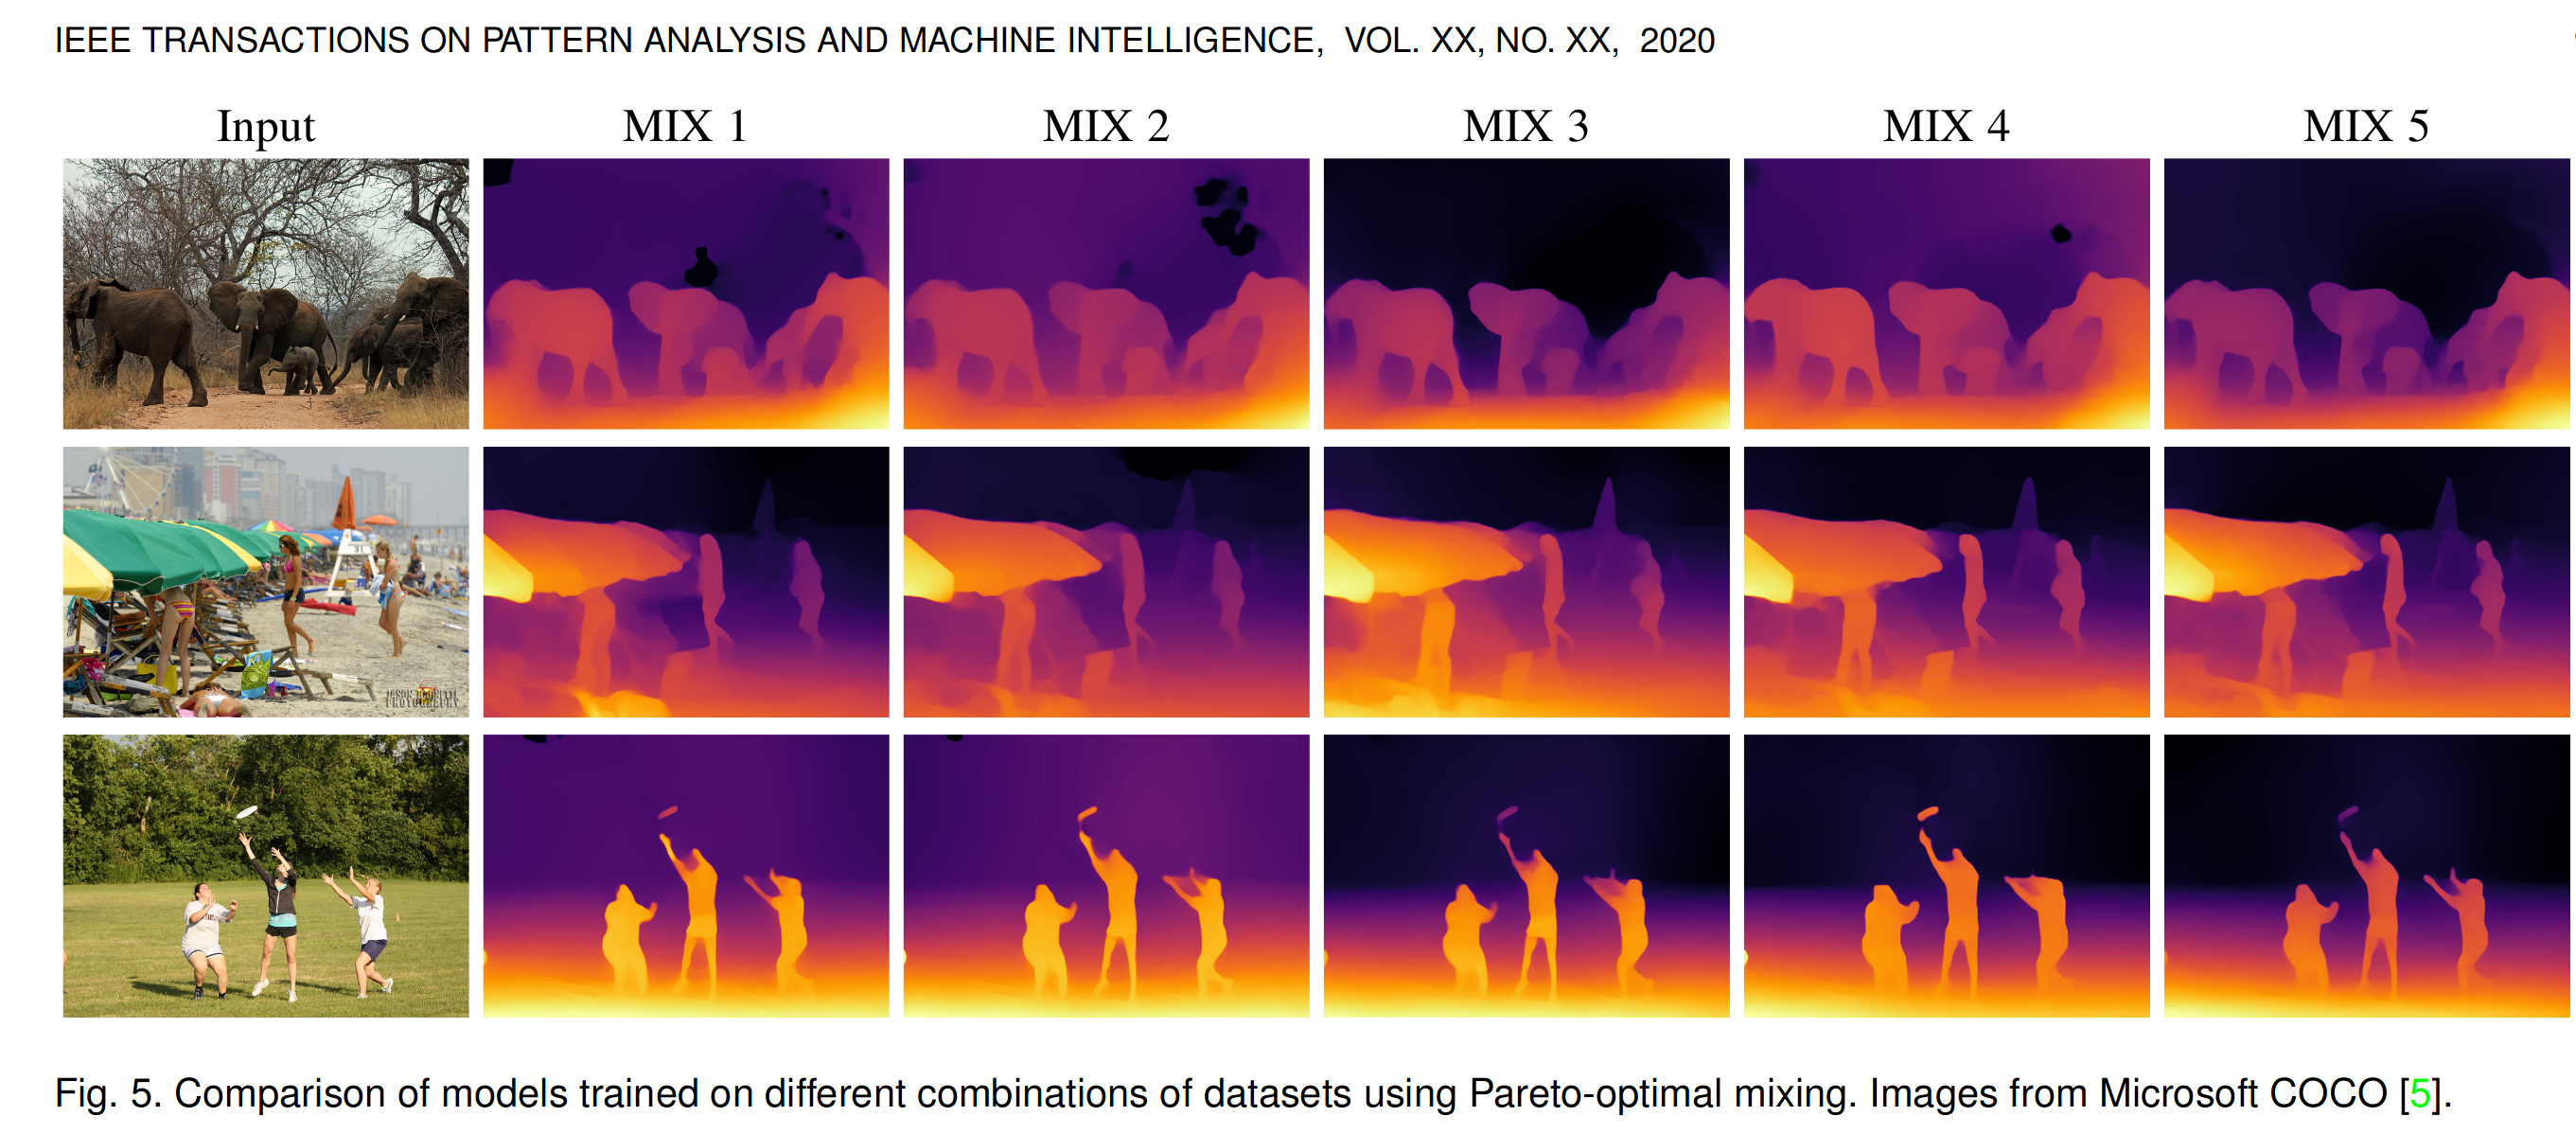 IEEE TRANSACTIONS ON PATTERN ANALYSIS AND MACHINE INTELLIGENCE, VOL. XX, NO. XX, 2020
Input MIX 1 MIX 2 MIX 3 MIX 4 MIX 5
PHOTOGRAPHY
Fig. 5. Comparison of models trained on different combinations of datasets using Pareto-optimal mixing. Images from Microsoft COCO [5].